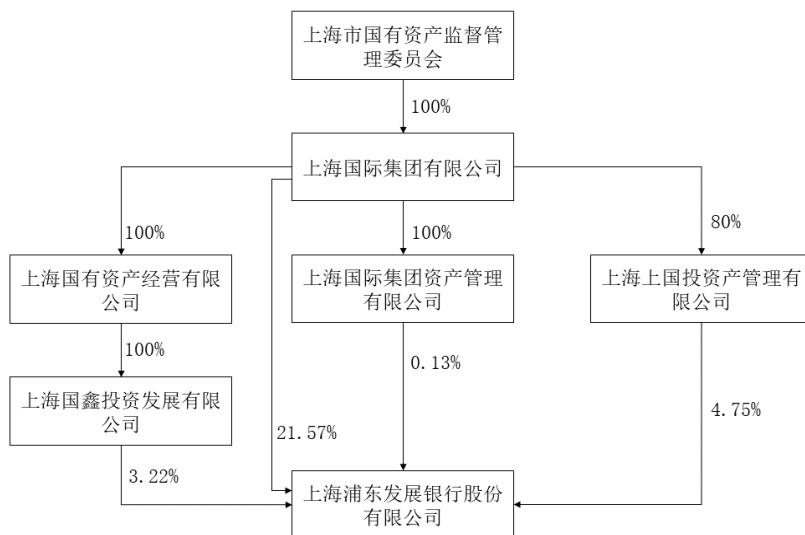 上海市国有资产监督管
理委员会
100%
上海国际集团有限公司
100%
100%
80%
上海国有资产经营有限
公司
上海国际集团资产管理
有限公司
上海上国投资产管理有
限公司
100%
0.13%
上海国鑫投资发展有限
公司
4.75%
21.57%
3.22%
上海浦东发展银行股份
有限公司